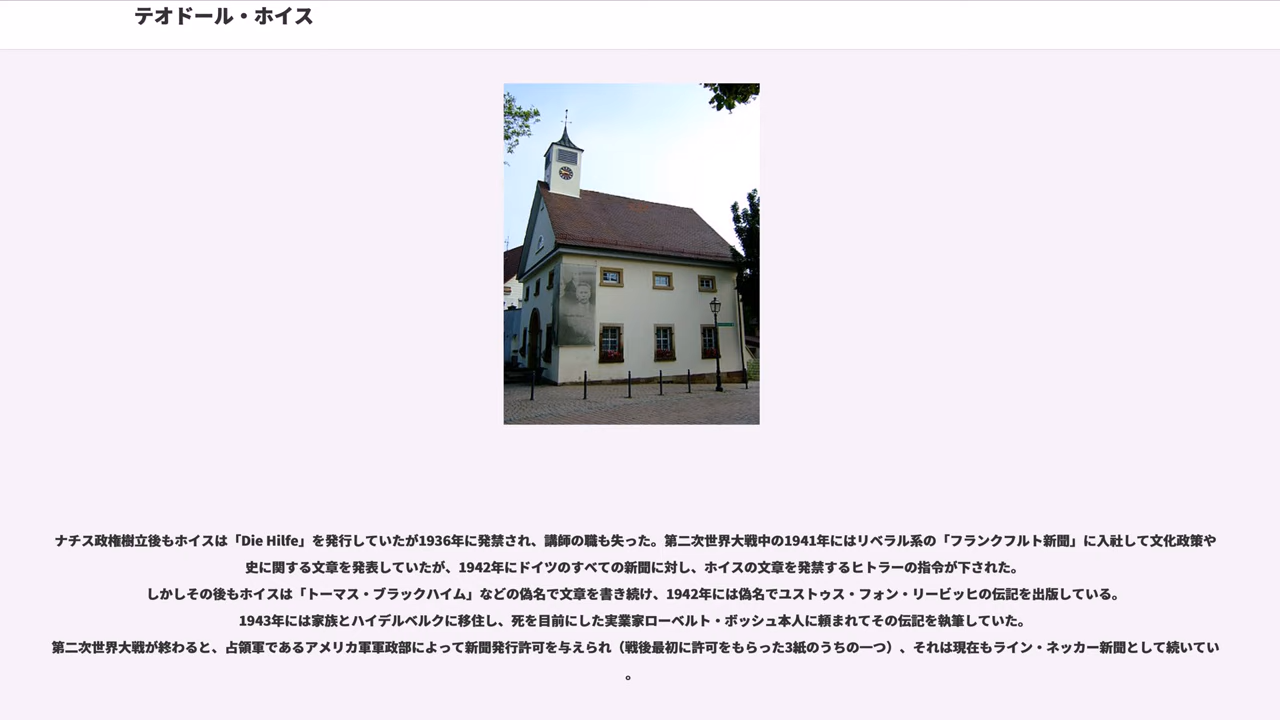 テオドール・ホイス
ナチス政権樹立後もホイスは「Die Hilfe」を発行していたが1936年に発禁され、講師の職も失った。第二次世界大戦中の1941年にはリベラル系の「フランクフルト新聞」に入社して文化政策や
史に関する文章を発表していたが、1942年にドイツのすべての新聞に対し、ホイスの文章を発禁するヒトラーの指令が下された。
しかしその後もホイスは「トーマス・ブラックハイム」などの偽名で文章を書き続け、1942年には偽名でユストゥス・フォン・リービッヒの伝記を出版している。
1943年には家族とハイデルベルクに移住し、死を目前にした実業家ローベルト・ボッシュ本人に頼まれてその伝記を執筆していた。
第二次世界大戦が終わると、占領軍であるアメリカ軍軍政部によって新聞発行許可を与えられ（戦後最初に許可をもらった3紙のうちの一つ）、それは現在もライン・ネッカー新聞として続いてい
。